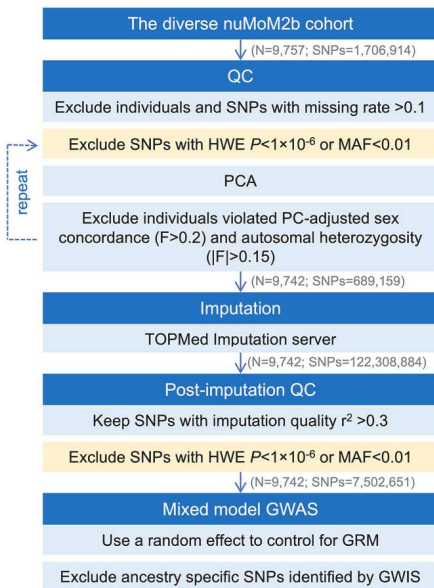 The diverse nuMoM2b cohort
(N=9,757; SNPs=1,706,914)
QC
Exclude individuals and SNPs with missing rate >0.1
Exclude SNPs with HWE P<1×10⁻⁶ or MAF<0.01
repeat
PCA
Exclude individuals violated PC-adjusted sex
concordance (F>0.2) and autosomal heterozygosity
(|F|>0.15)
(N=9,742; SNPs=689,159)
Imputation
TOPMed Imputation server
(N=9,742; SNPs=122,308,884)
Post-imputation QC
Keep SNPs with imputation quality r² >0.3
Exclude SNPs with HWE P<1×10⁻⁶ or MAF<0.01
(N=9,742; SNPs=7,502,651)
Mixed model GWAS
Use a random effect to control for GRM
Exclude ancestry specific SNPs identified by GWIS